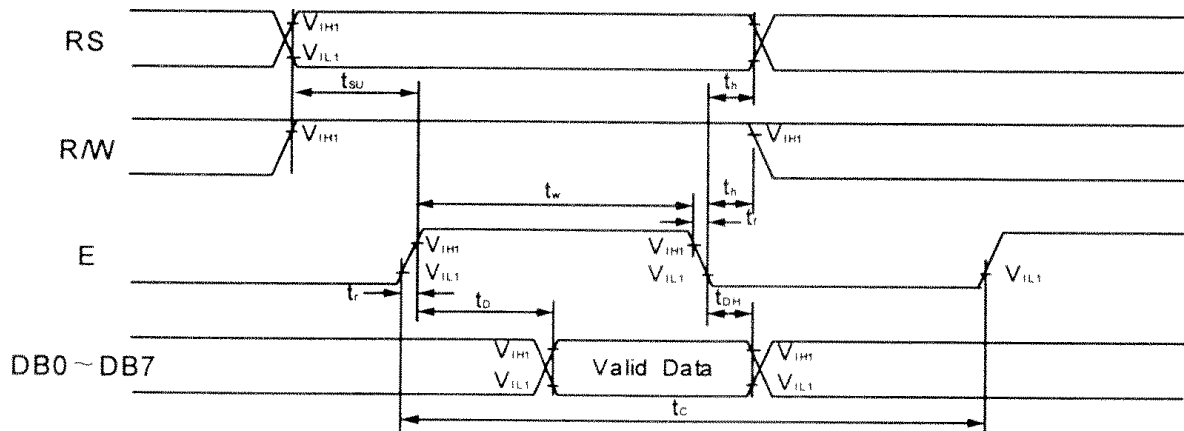 RS
V_IH1
V_IL1
t_SU
t_h
R/W
V_IH1
V_IH1
t_w
t_h
t_f
E
V_IH1
V_IL1
V_IH1
V_IL1
V_IL1
t_r
t_D
t_DH
DB0~DB7
V_IH1
V_IL1
Valid Data
V_IH1
V_IL1
t_C